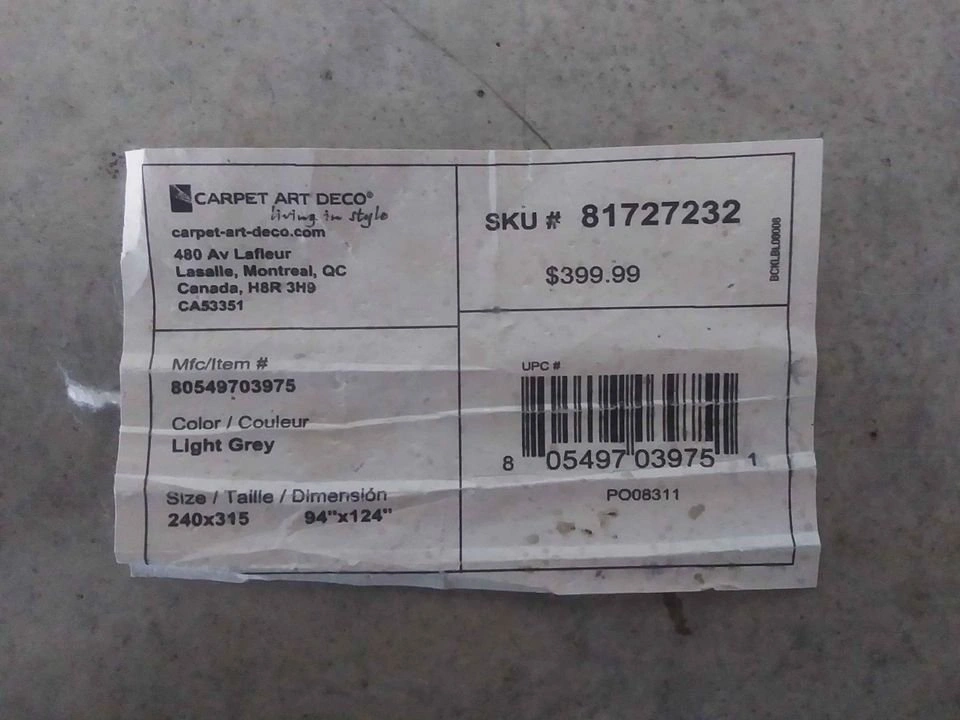 CARPET ART DECO®
living in style
carpet-art-deco.com
480 Av Lafleur
Lasalle, Montreal, QC
Canada, H8R 3H9
CA53351
SKU # 81727232
$399.99
BCKLBL08008
Mfc/Item #
80549703975
Color / Couleur
Light Grey
Size / Taille / Dimensión
240x315 94"x124"
UPC #
8 05497 03975 1
PO08311